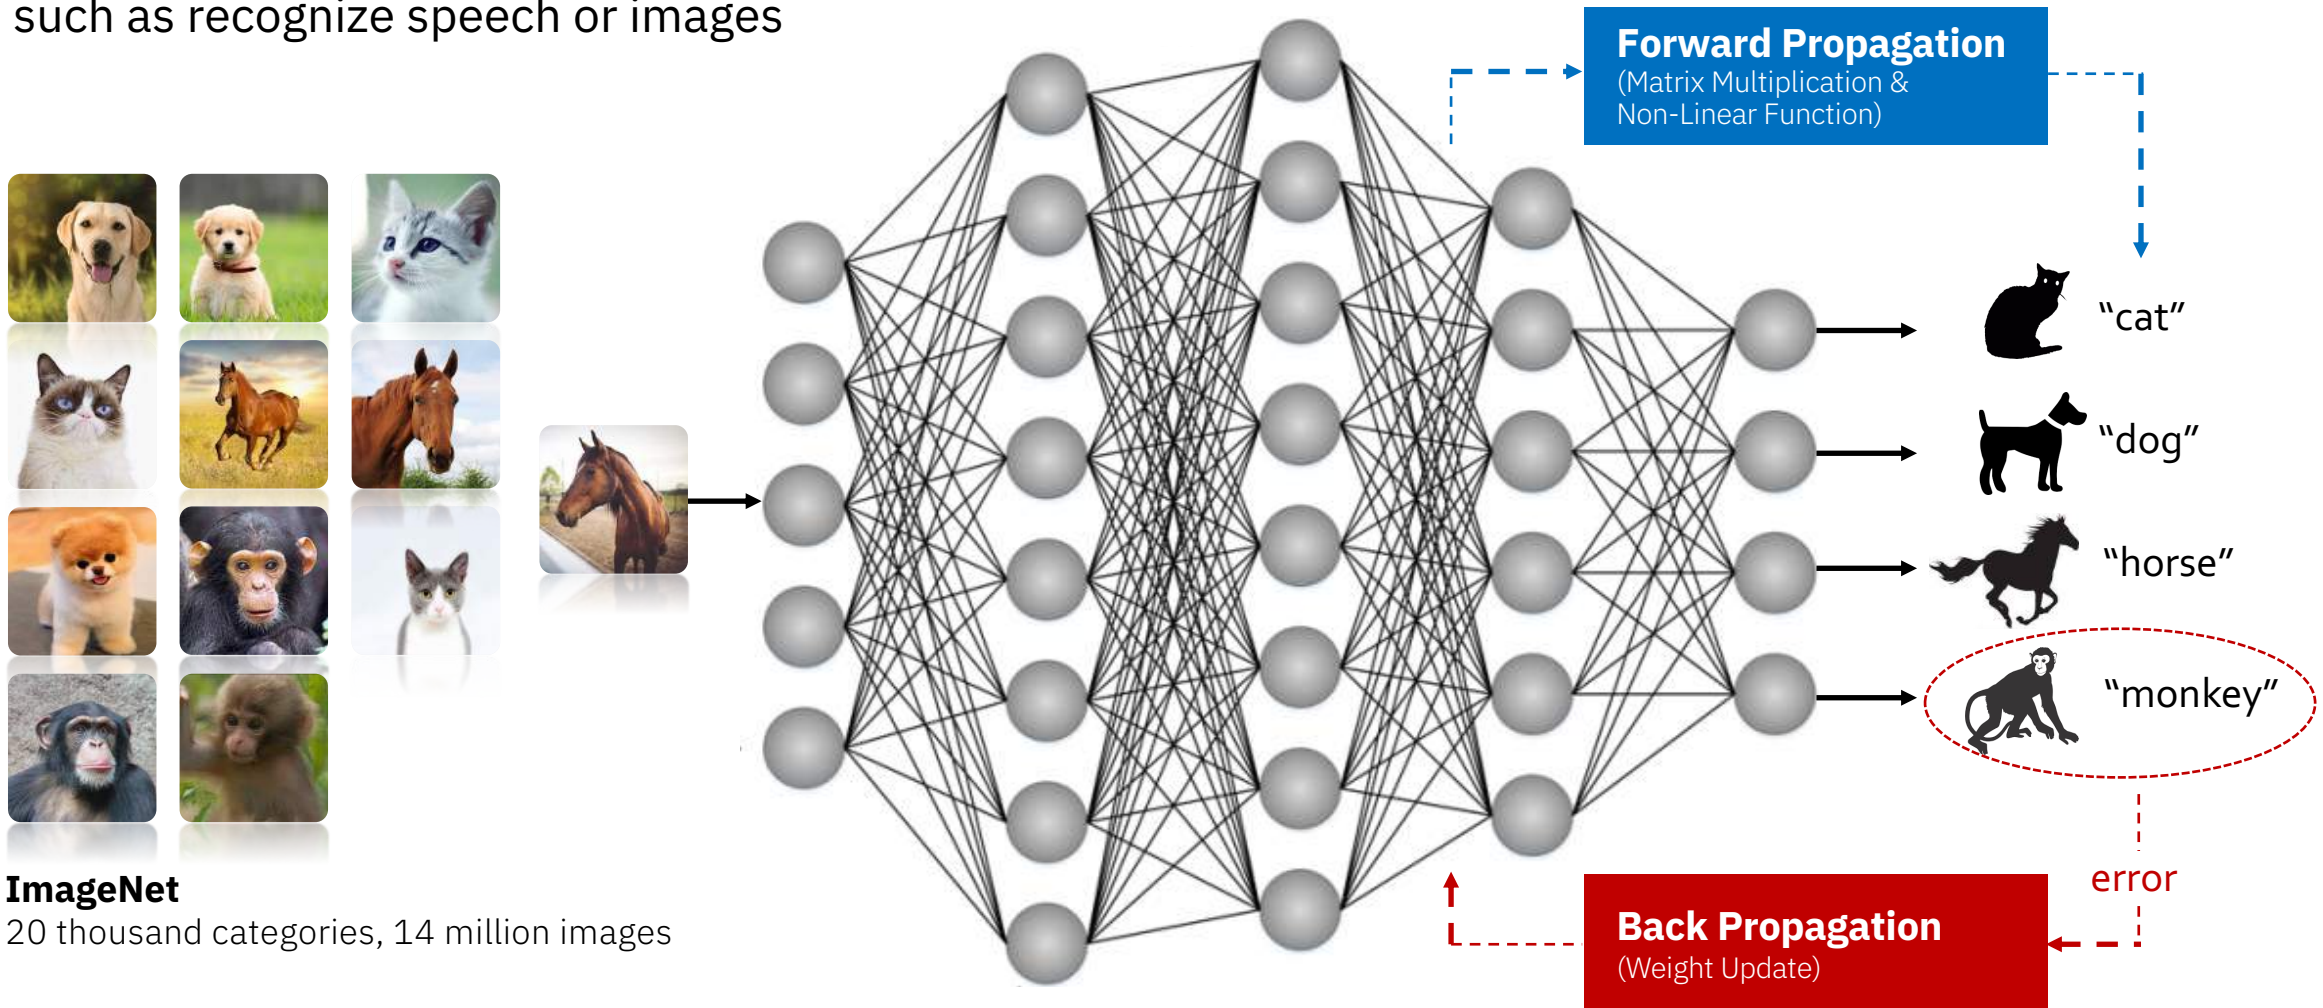 such as recognize speech or images
Forward Propagation
(Matrix Multiplication &
Non-Linear Function)
“cat”
“dog”
“horse”
“monkey”
error
Back Propagation
(Weight Update)
ImageNet
20 thousand categories, 14 million images